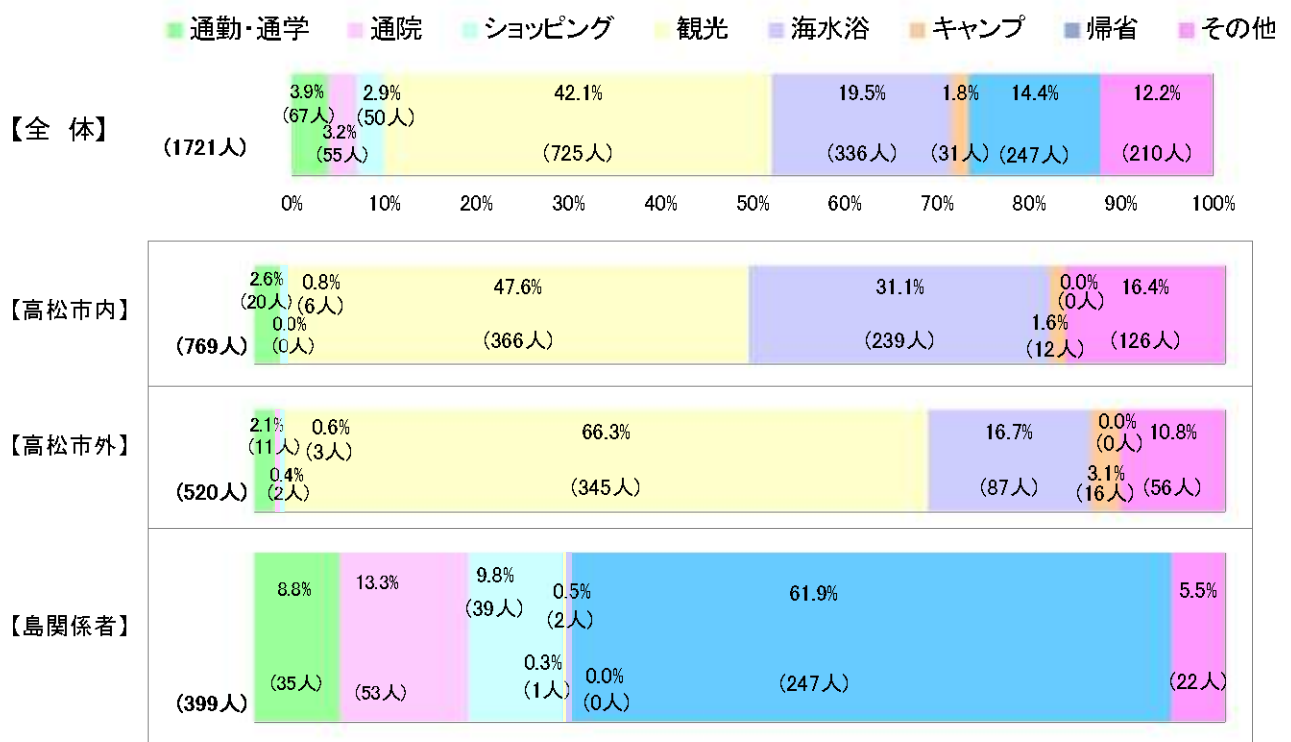 通勤・通学 通院 ショッピング 観光 海水浴 キャンプ 帰省 その他
【全 体】
(1721人)
3.9% 2.9% 42.1% 19.5% 1.8% 14.4% 12.2%
(67人) (50人)
3.2%
(55人) (725人) (336人) (31人) (247人) (210人)
0% 10% 20% 30% 40% 50% 60% 70% 80% 90% 100%
【高松市内】
(769人)
2.6% 0.8% 47.6% 31.1% 0.0% 16.4%
(20人) (6人) (0人)
0.0% 1.6%
(0人) (366人) (239人) (12人) (126人)
【高松市外】
(520人)
2.1% 0.6% 66.3% 16.7% 0.0% 10.8%
(11人) (3人) (0人)
0.4% 3.1%
(2人) (345人) (87人) (16人) (56人)
【島関係者】
(399人)
8.8% 13.3% 9.8% 0.5% 61.9% 5.5%
(39人) (2人)
0.3% 0.0%
(35人) (53人) (1人) (0人) (247人) (22人)